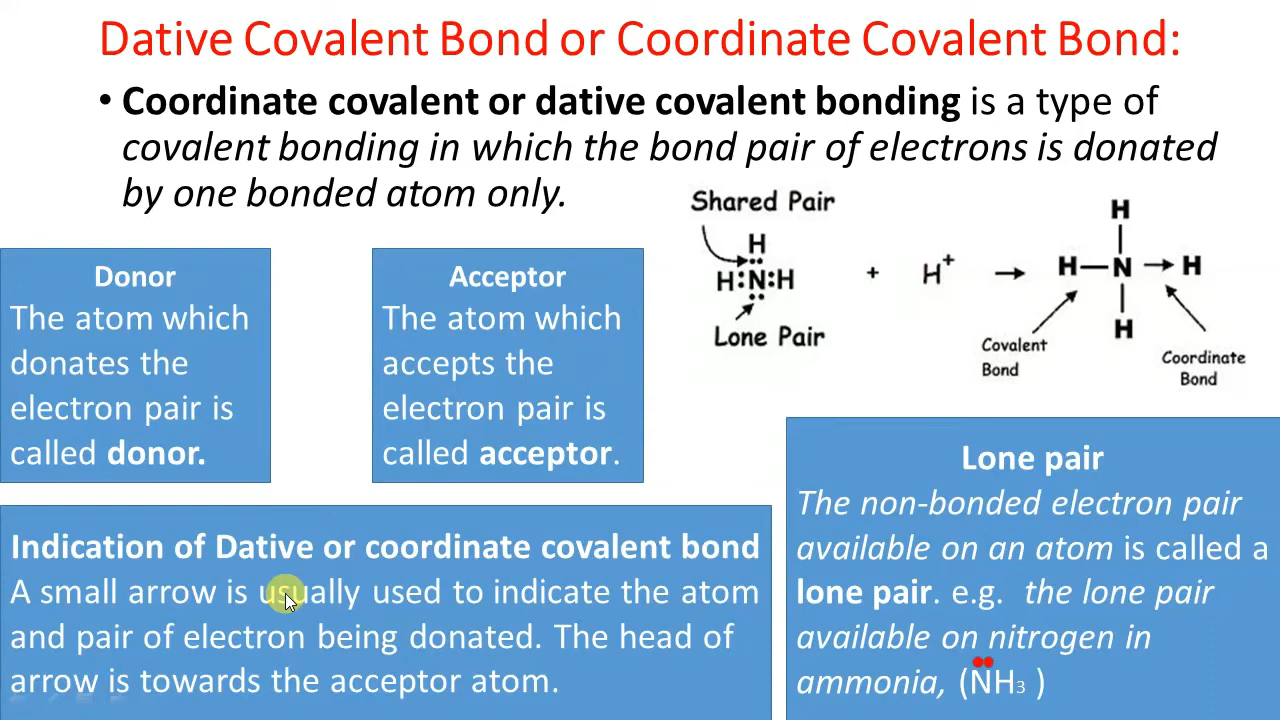 Dative Covalent Bond or Coordinate Covalent Bond:
• Coordinate covalent or dative covalent bonding is a type of
covalent bonding in which the bond pair of electrons is donated
by one bonded atom only.
Shared Pair
H
H:N:H
Lone Pair
+
H+
→
H
H—N→H
H
Covalent
Bond
Coordinate
Bond
Donor
The atom which
donates the
electron pair is
called donor.
Acceptor
The atom which
accepts the
electron pair is
called acceptor.
Indication of Dative or coordinate covalent bond
A small arrow is usually used to indicate the atom
and pair of electron being donated. The head of
arrow is towards the acceptor atom.
Lone pair
The non-bonded electron pair
available on an atom is called a
lone pair. e.g. the lone pair
available on nitrogen in
ammonia, (NH₃ )